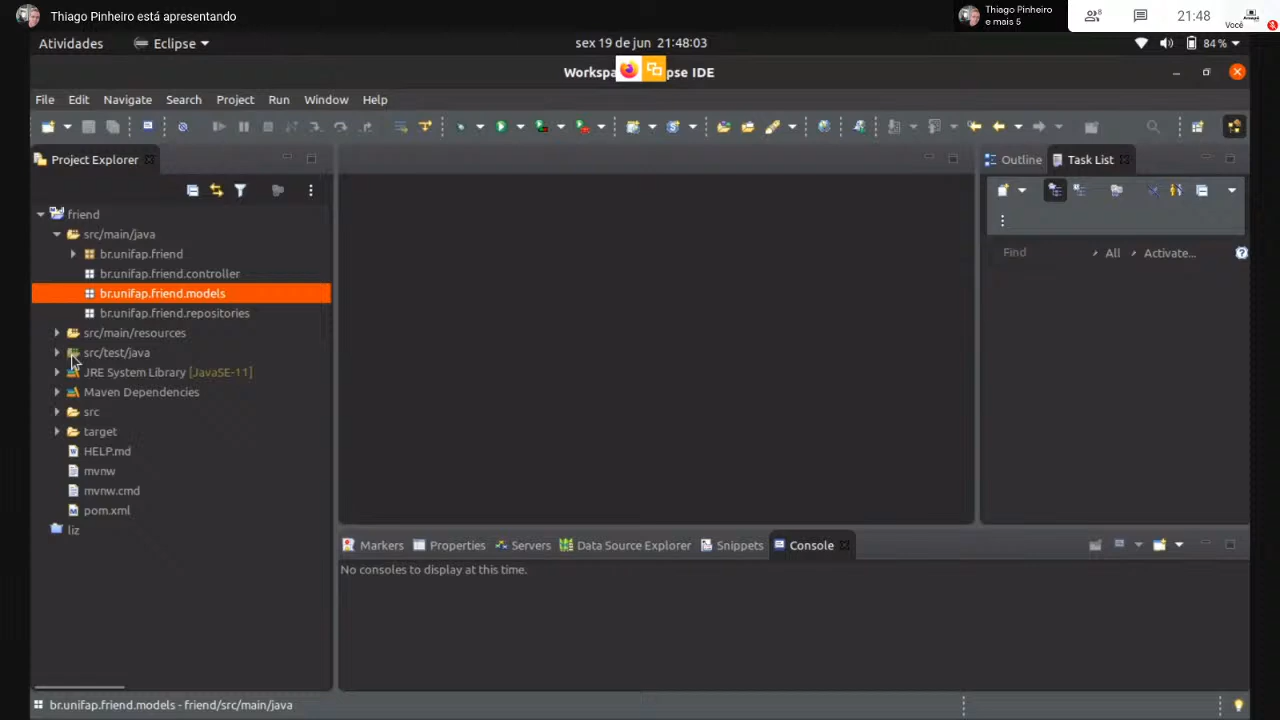 Thiago Pinheiro está apresentando
Thiago Pinheiro
e mais 5
8
21:48
Você
Atividades
Eclipse
sex 19 de jun 21:48:03
84 %
Workspa
pse IDE
File Edit Navigate Search Project Run Window Help
Project Explorer
Outline
Task List
friend
src/main/java
br.unifap.friend
br.unifap.friend.controller
br.unifap.friend.models
br.unifap.friend.repositories
src/main/resources
src/test/java
JRE System Library [JavaSE-11]
Maven Dependencies
src
target
HELP.md
mvnw
mvnw.cmd
pom.xml
liz
Find
All
Activate...
Markers Properties Servers Data Source Explorer Snippets Console
No consoles to display at this time.
br.unifap.friend.models - friend/src/main/java